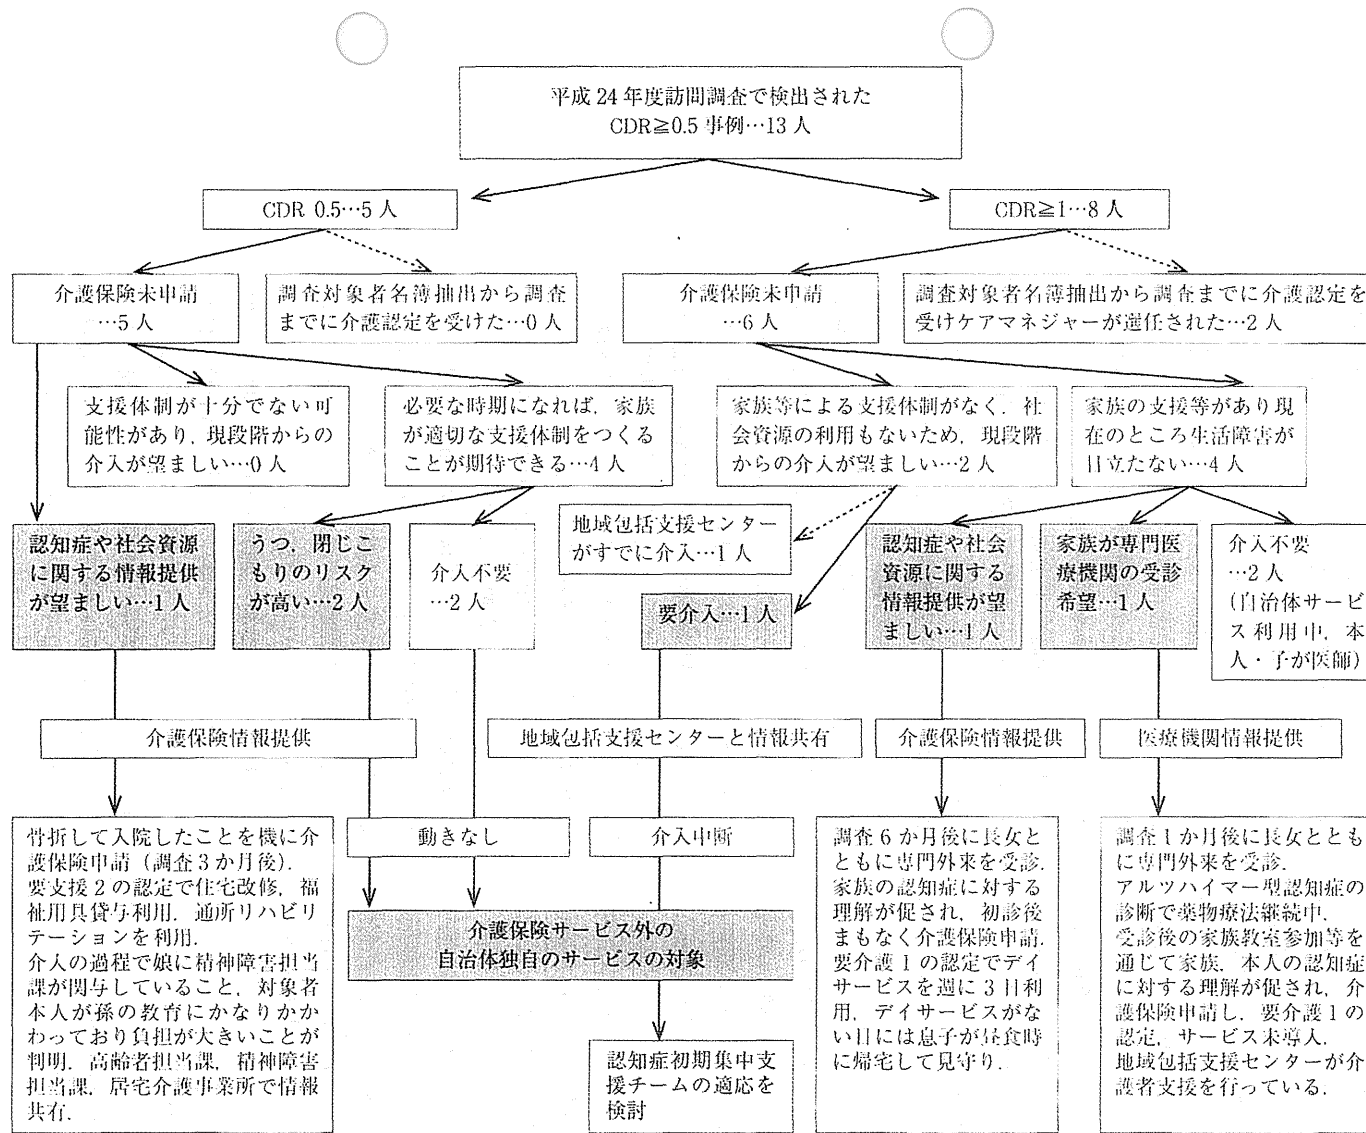 平成24年度訪問調査で検出された
CDR≧0.5 事例…13人
CDR 0.5…5人
CDR≧1…8人
介護保険未申請
…5人
調査対象者名簿抽出から調査
までに介護認定を受けた…0人
介護保険未申請
…6人
調査対象者名簿抽出から調査までに介護認定を
受けケアマネジャーが選任された…2人
支援体制が十分でない可
能性があり，現段階からの
介入が望ましい…0人
必要な時期になれば，家族
が適切な支援体制をつくる
ことが期待できる…4人
家族等による支援体制がなく，社
会資源の利用もないため，現段階
からの介入が望ましい…2人
家族の支援等があり現
在のところ生活障害が
目立たない…4人
地域包括支援センター
がすでに介入…1人
認知症や社会資源
に関する情報提供
が望ましい…1人
うつ，閉じこ
もりのリスク
が高い…2人
介入不要
…2人
要介入…1人
認知症や社会
資源に関する
情報提供が望
ましい…1人
家族が専門医
療機関の受診
希望…1人
介入不要
…2人
(自治体サービ
ス利用中，本
人・子が医師)
介護保険情報提供
地域包括支援センターと情報共有
介護保険情報提供
医療機関情報提供
骨折して入院したことを機に介
護保険申請（調査3か月後）．
要支援2の認定で住宅改修，福
祉用具貸与利用，通所リハビリ
テーションを利用．
介入の過程で娘に精神障害担当
課が関与していること，対象者
本人が孫の教育にかなりかか
わっており負担が大きいことが
判明．高齢者担当課，精神障害
担当課，居宅介護事業所で情報
共有．
動きなし
介入中断
介護保険サービス外の
自治体独自のサービスの対象
認知症初期集中支
援チームの適応を
検討
調査6か月後に長女と
ともに専門外来を受診．
家族の認知症に対する
理解が促され，初診後
まもなく介護保険申請．
要介護1の認定でデイ
サービスを週に3日利
用，デイサービスがな
い日には息子が昼食時
に帰宅して見守り．
調査1か月後に長女ととも
に専門外来を受診．
アルツハイマー型認知症の
診断で薬物療法継続中．
受診後の家族教室参加等を
通じて家族，本人の認知症
に対する理解が促され，介
護保険申請し，要介護1の
認定，サービス未導入．
地域包括支援センターが介
護者支援を行っている．